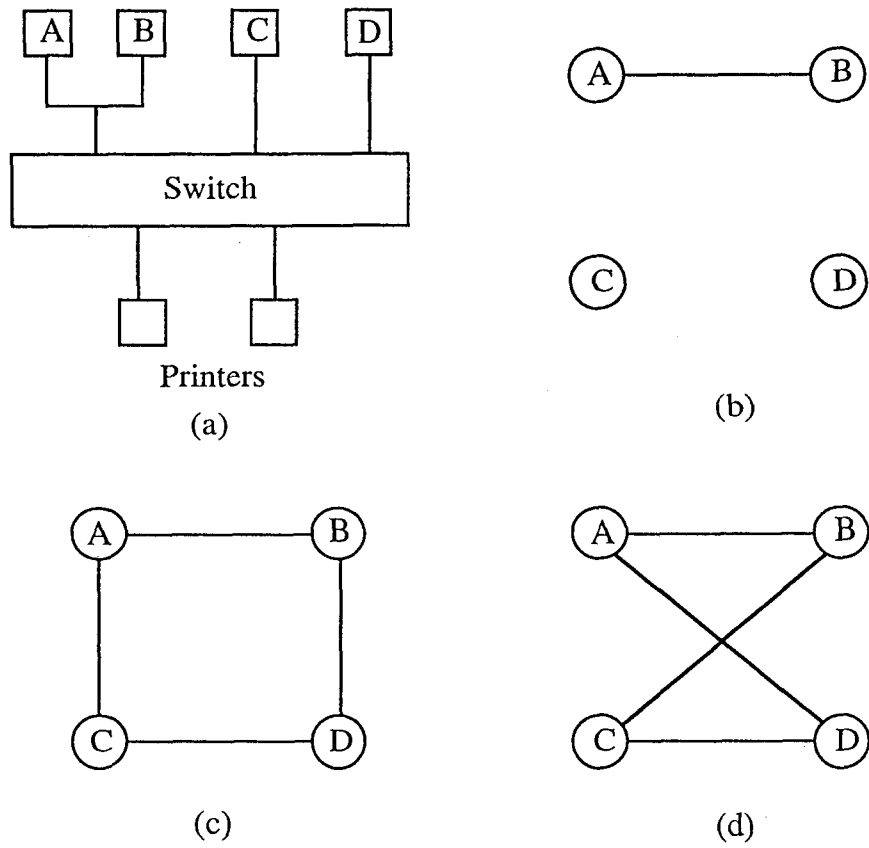 A B C D
Switch
Printers
(a)
A B
C D
(b)
A B
C D
(c)
A B
C D
(d)